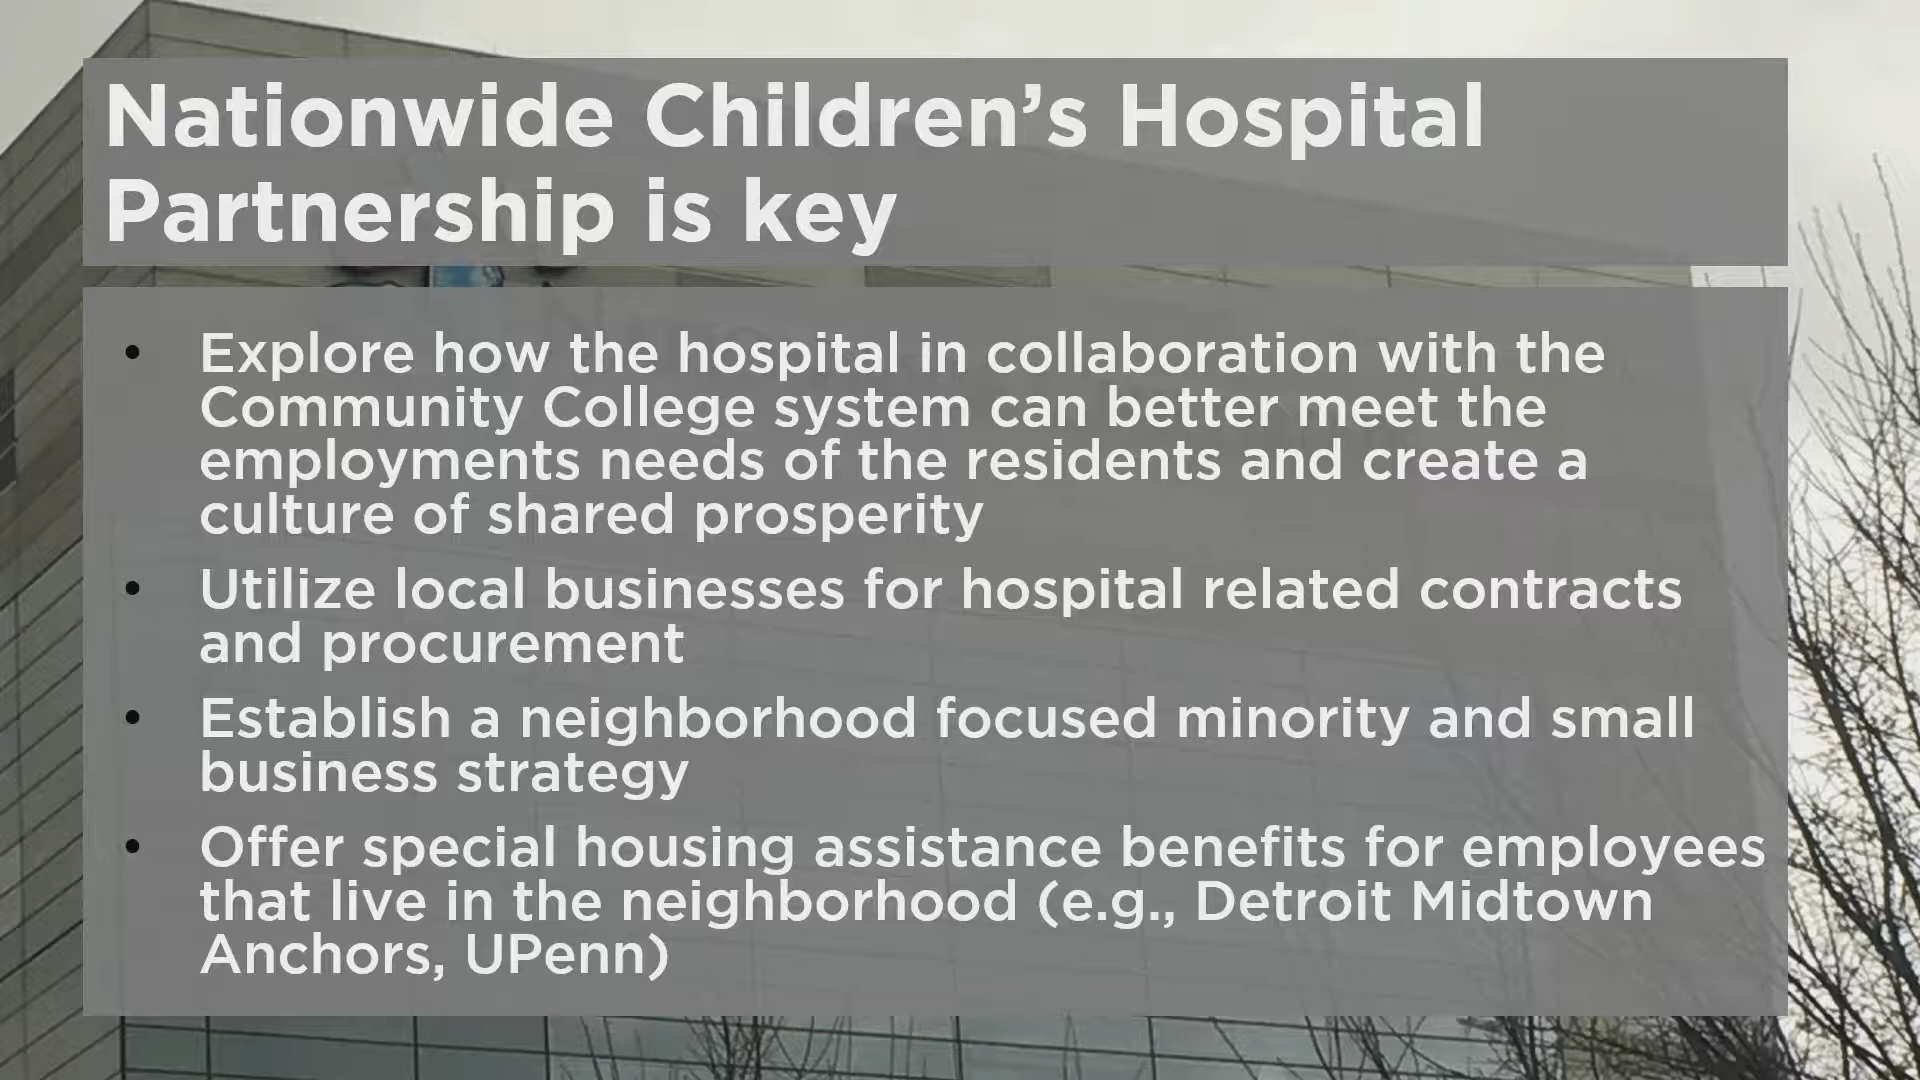 Nationwide Children’s Hospital
Partnership is key
• Explore how the hospital in collaboration with the
Community College system can better meet the
employments needs of the residents and create a
culture of shared prosperity
• Utilize local businesses for hospital related contracts
and procurement
• Establish a neighborhood focused minority and small
business strategy
• Offer special housing assistance benefits for employees
that live in the neighborhood (e.g., Detroit Midtown
Anchors, UPenn)